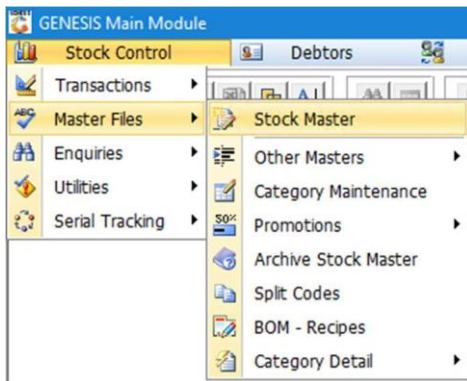 GENESIS Main Module
Stock Control
Debtors
Transactions
Master Files
Enquiries
Utilities
Serial Tracking
Stock Master
Other Masters
Category Maintenance
Promotions
Archive Stock Master
Split Codes
BOM - Recipes
Category Detail